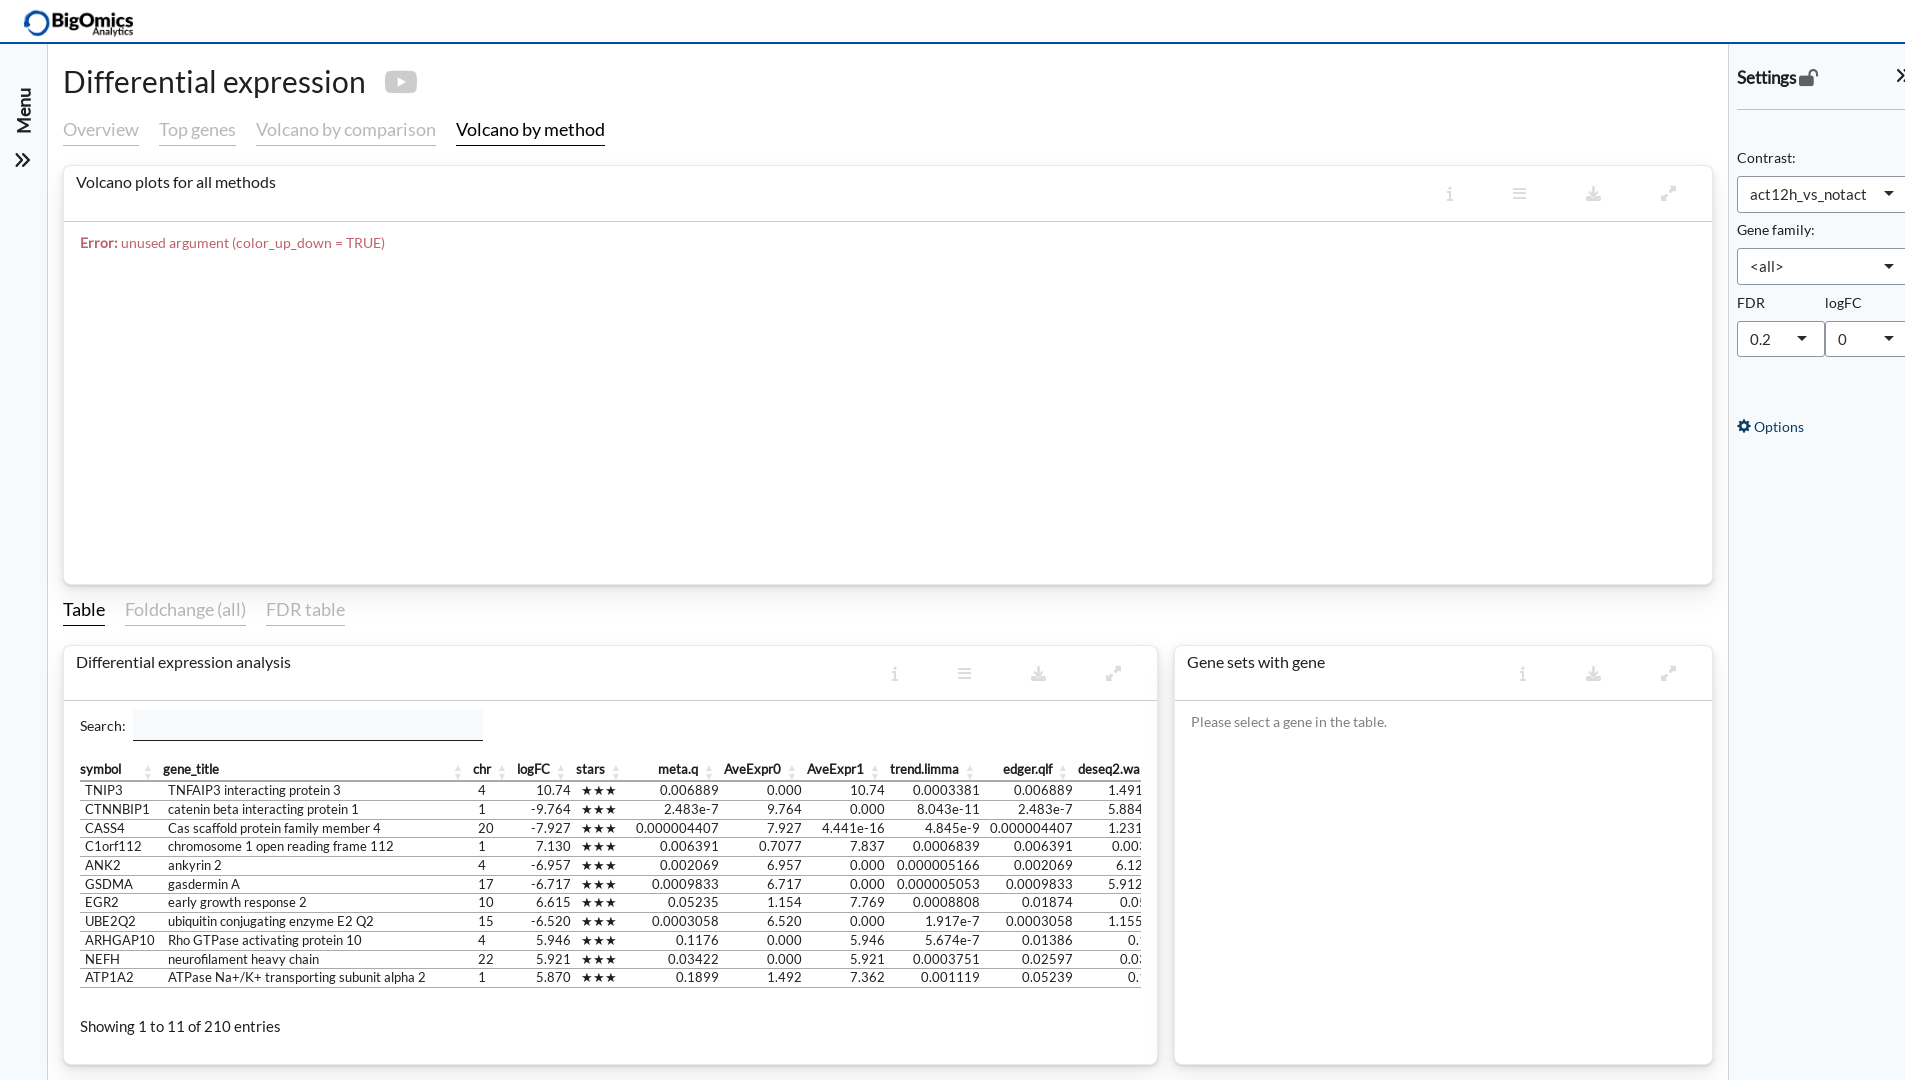 BigOmics
Analytics
Menu
Differential expression
Overview Top genes Volcano by comparison Volcano by method
Volcano plots for all methods
Error: unused argument (color_up_down = TRUE)
Table Foldchange (all) FDR table
Differential expression analysis
Search:
symbol gene_title chr logFC stars meta.q AveExpr0 AveExpr1 trend.limma edger.qlf deseq2.wa
TNIP3 TNFAIP3 interacting protein 3 4 10.74 ★★★ 0.006889 0.000 10.74 0.0003381 0.006889 1.491
CTNNBIP1 catenin beta interacting protein 1 1 -9.764 ★★★ 2.483e-7 9.764 0.000 8.043e-11 2.483e-7 5.884
CASS4 Cas scaffold protein family member 4 20 -7.927 ★★★ 0.000004407 7.927 4.441e-16 4.845e-9 0.000004407 1.231
C1orf112 chromosome 1 open reading frame 112 1 7.130 ★★★ 0.006391 0.7077 7.837 0.0006839 0.006391 0.003
ANK2 ankyrin 2 4 -6.957 ★★★ 0.002069 6.957 0.000 0.000005166 0.002069 6.12
GSDMA gasdermin A 17 -6.717 ★★★ 0.0009833 6.717 0.000 0.000005053 0.0009833 5.912
EGR2 early growth response 2 10 6.615 ★★★ 0.05235 1.154 7.769 0.0008808 0.01874 0.05
UBE2Q2 ubiquitin conjugating enzyme E2 Q2 15 -6.520 ★★★ 0.0003058 6.520 0.000 1.917e-7 0.0003058 1.155
ARHGAP10 Rho GTPase activating protein 10 4 5.946 ★★★ 0.1176 0.000 5.946 5.674e-7 0.01386 0.
NEFH neurofilament heavy chain 22 5.921 ★★★ 0.03422 0.000 5.921 0.0003751 0.02597 0.03
ATP1A2 ATPase Na+/K+ transporting subunit alpha 2 1 5.870 ★★★ 0.1899 1.492 7.362 0.001119 0.05239 0.
Showing 1 to 11 of 210 entries
Gene sets with gene
Please select a gene in the table.
Settings
Contrast:
act12h_vs_notact
Gene family:
<all>
FDR logFC
0.2 0
Options